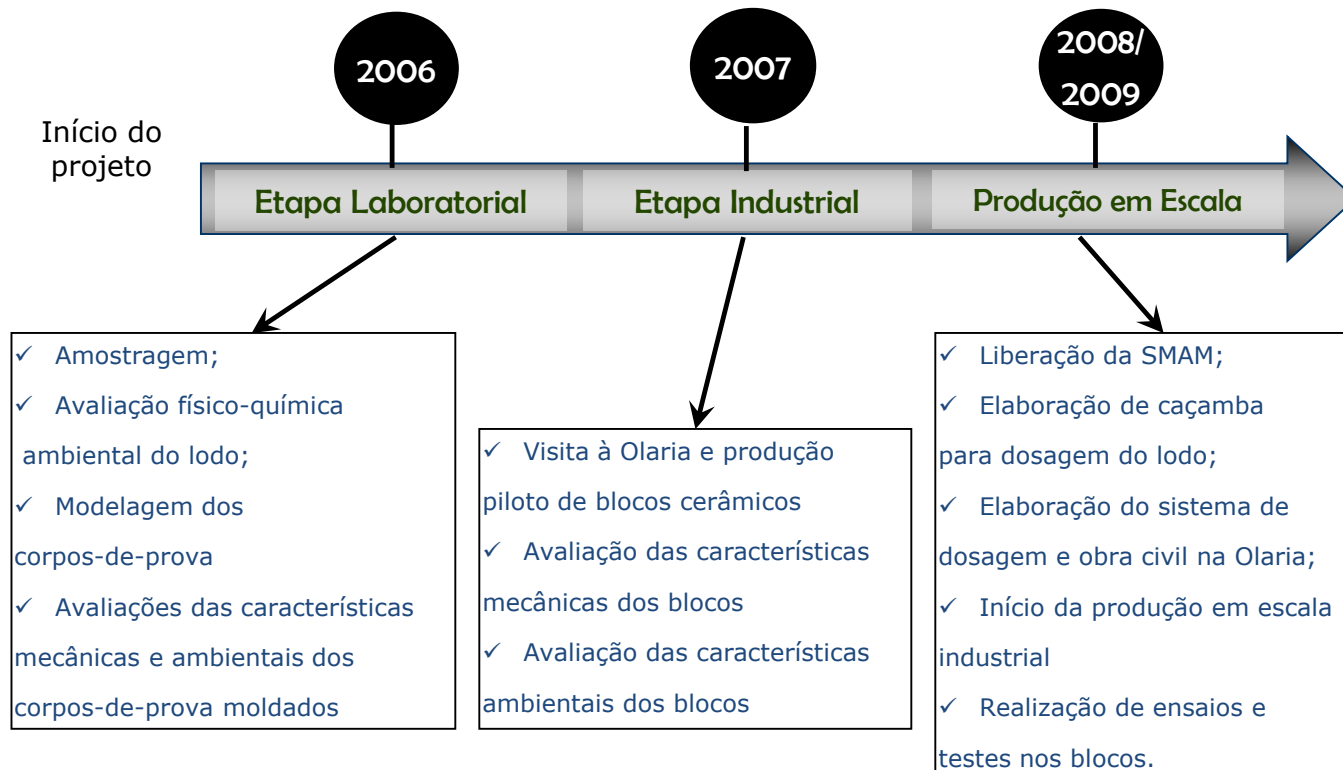 2006
2007
2008/
2009
Início do
projeto
Etapa Laboratorial
Etapa Industrial
Produção em Escala
✓ Amostragem;
✓ Avaliação físico-química
ambiental do lodo;
✓ Modelagem dos
corpos-de-prova
✓ Avaliações das características
mecânicas e ambientais dos
corpos-de-prova moldados
✓ Visita à Olaria e produção
piloto de blocos cerâmicos
✓ Avaliação das características
mecânicas dos blocos
✓ Avaliação das características
ambientais dos blocos
✓ Liberação da SMAM;
✓ Elaboração de caçamba
para dosagem do lodo;
✓ Elaboração do sistema de
dosagem e obra civil na Olaria;
✓ Início da produção em escala
industrial
✓ Realização de ensaios e
testes nos blocos.